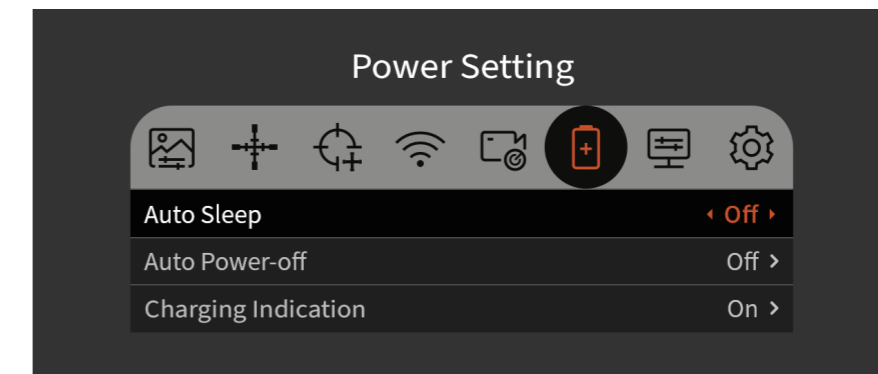 Power Setting
Auto Sleep Off
Auto Power-off Off
Charging Indication On